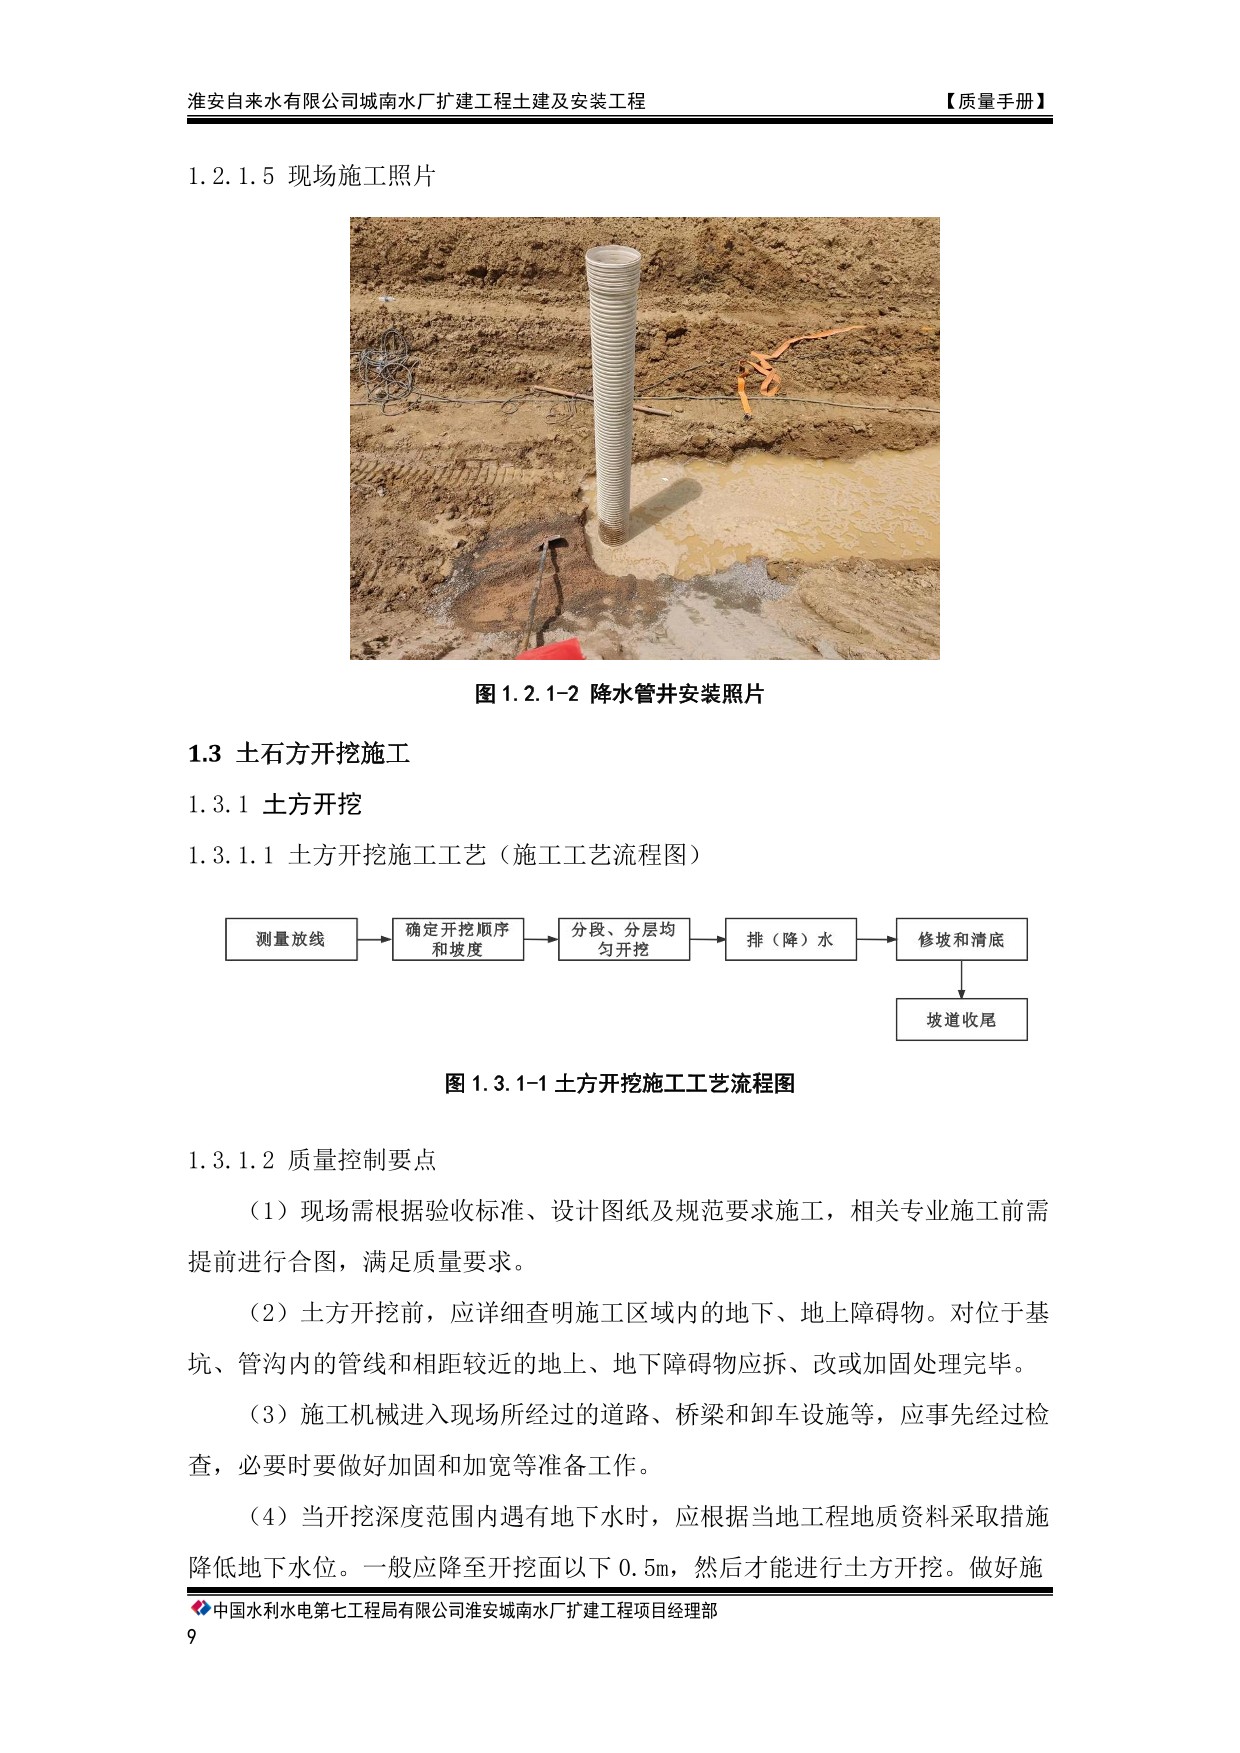 淮安自来水有限公司城南水厂扩建工程土建及安装工程 【质量手册】
1.2.1.5 现场施工照片
图 1.2.1-2 降水管井安装照片
1.3 土石方开挖施工
1.3.1 土方开挖
1.3.1.1 土方开挖施工工艺（施工工艺流程图）
测量放线
确定开挖顺序
和坡度
分段、分层均
匀开挖
排（降）水
修坡和清底
坡道收尾
图 1.3.1-1 土方开挖施工工艺流程图
1.3.1.2 质量控制要点
（1）现场需根据验收标准、设计图纸及规范要求施工，相关专业施工前需
提前进行合图，满足质量要求。
（2）土方开挖前，应详细查明施工区域内的地下、地上障碍物。对位于基
坑、管沟内的管线和相距较近的地上、地下障碍物应拆、改或加固处理完毕。
（3）施工机械进入现场所经过的道路、桥梁和卸车设施等，应事先经过检
查，必要时要做好加固和加宽等准备工作。
（4）当开挖深度范围内遇有地下水时，应根据当地工程地质资料采取措施
降低地下水位。一般应降至开挖面以下 0.5m，然后才能进行土方开挖。做好施
中国水利水电第七工程局有限公司淮安城南水厂扩建工程项目经理部
9